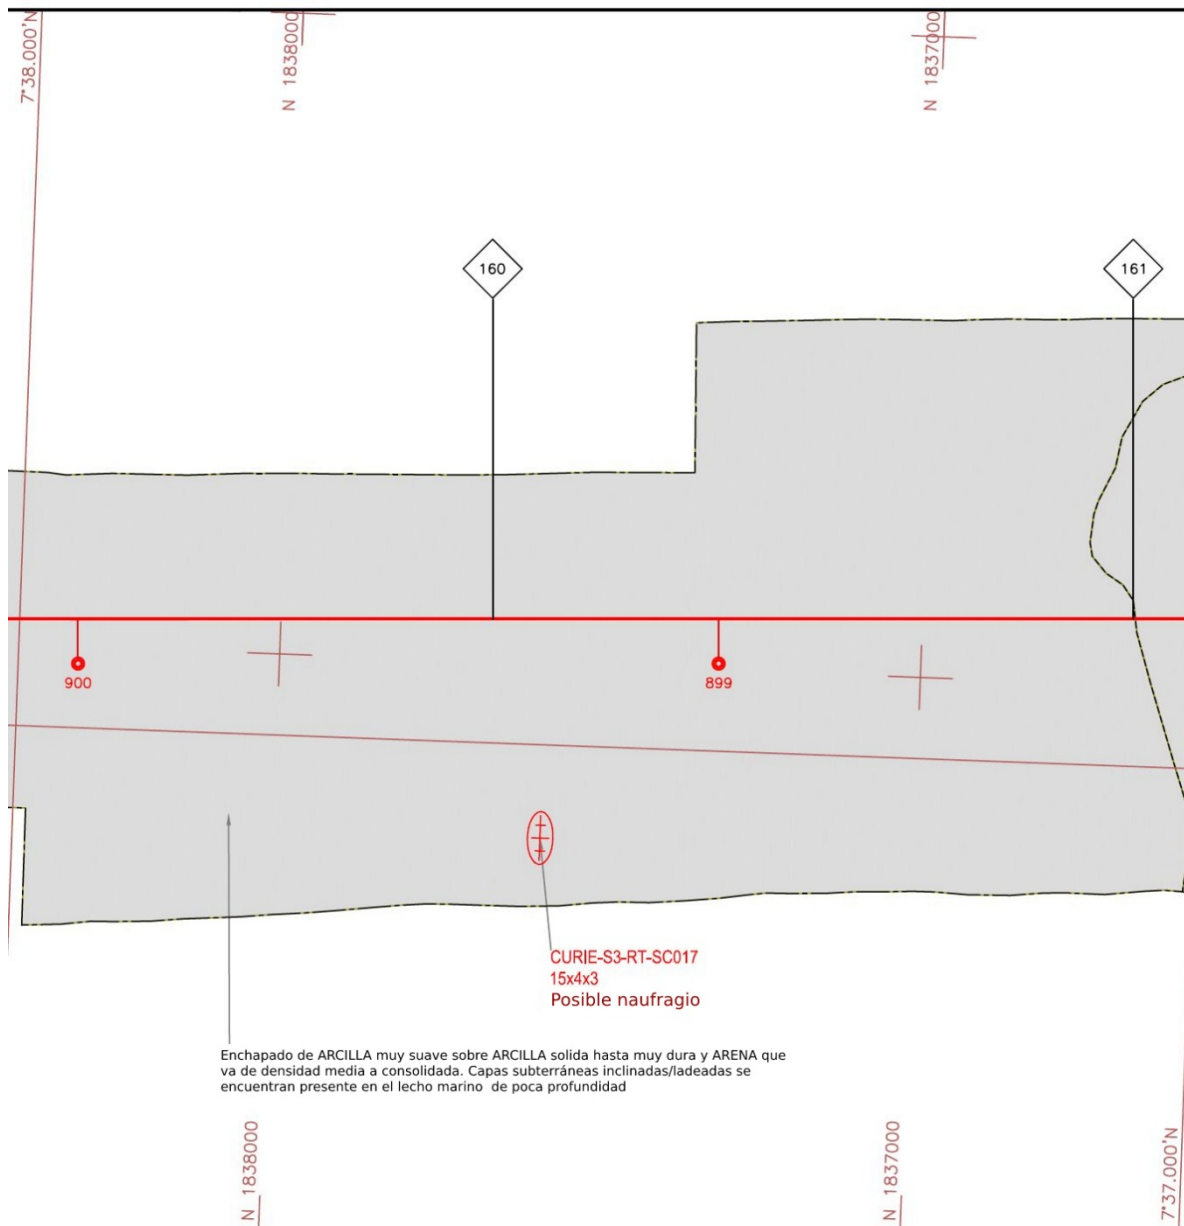 7°38.000'N
N 1838000
N 1837000
160
161
900
899
CURIE-S3-RT-SC017
15x4x3
Posible naufragio
Enchapado de ARCILLA muy suave sobre ARCILLA solida hasta muy dura y ARENA que
va de densidad media a consolidada. Capas subterráneas inclinadas/ladeadas se
encuentran presente en el lecho marino de poca profundidad
N 1838000
N 1837000
7°37.000'N